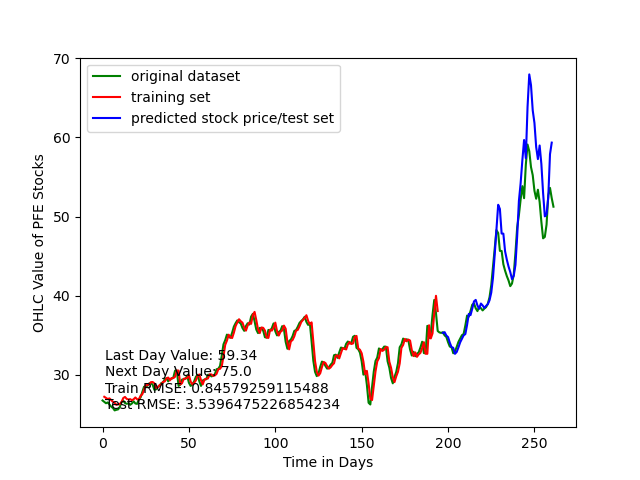 70
60
50
40
30
OHLC Value of PFE Stocks
original dataset
training set
predicted stock price/test set
Last Day Value: 59.34
Next Day Value: 75.0
Train RMSE: 0.84579259115488
Test RMSE: 3.5396475226854234
0 50 100 150 200 250
Time in Days